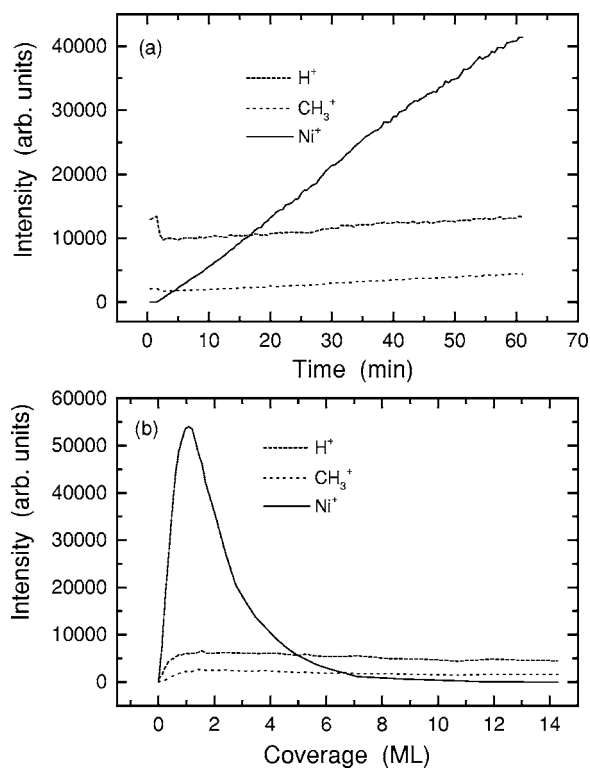 (a)
Intensity (arb. units)
40000
30000
20000
10000
0
H⁺
CH₃⁺
Ni⁺
0 10 20 30 40 50 60 70
Time (min)
(b)
Intensity (arb. units)
60000
50000
40000
30000
20000
10000
0
H⁺
CH₃⁺
Ni⁺
0 2 4 6 8 10 12 14
Coverage (ML)